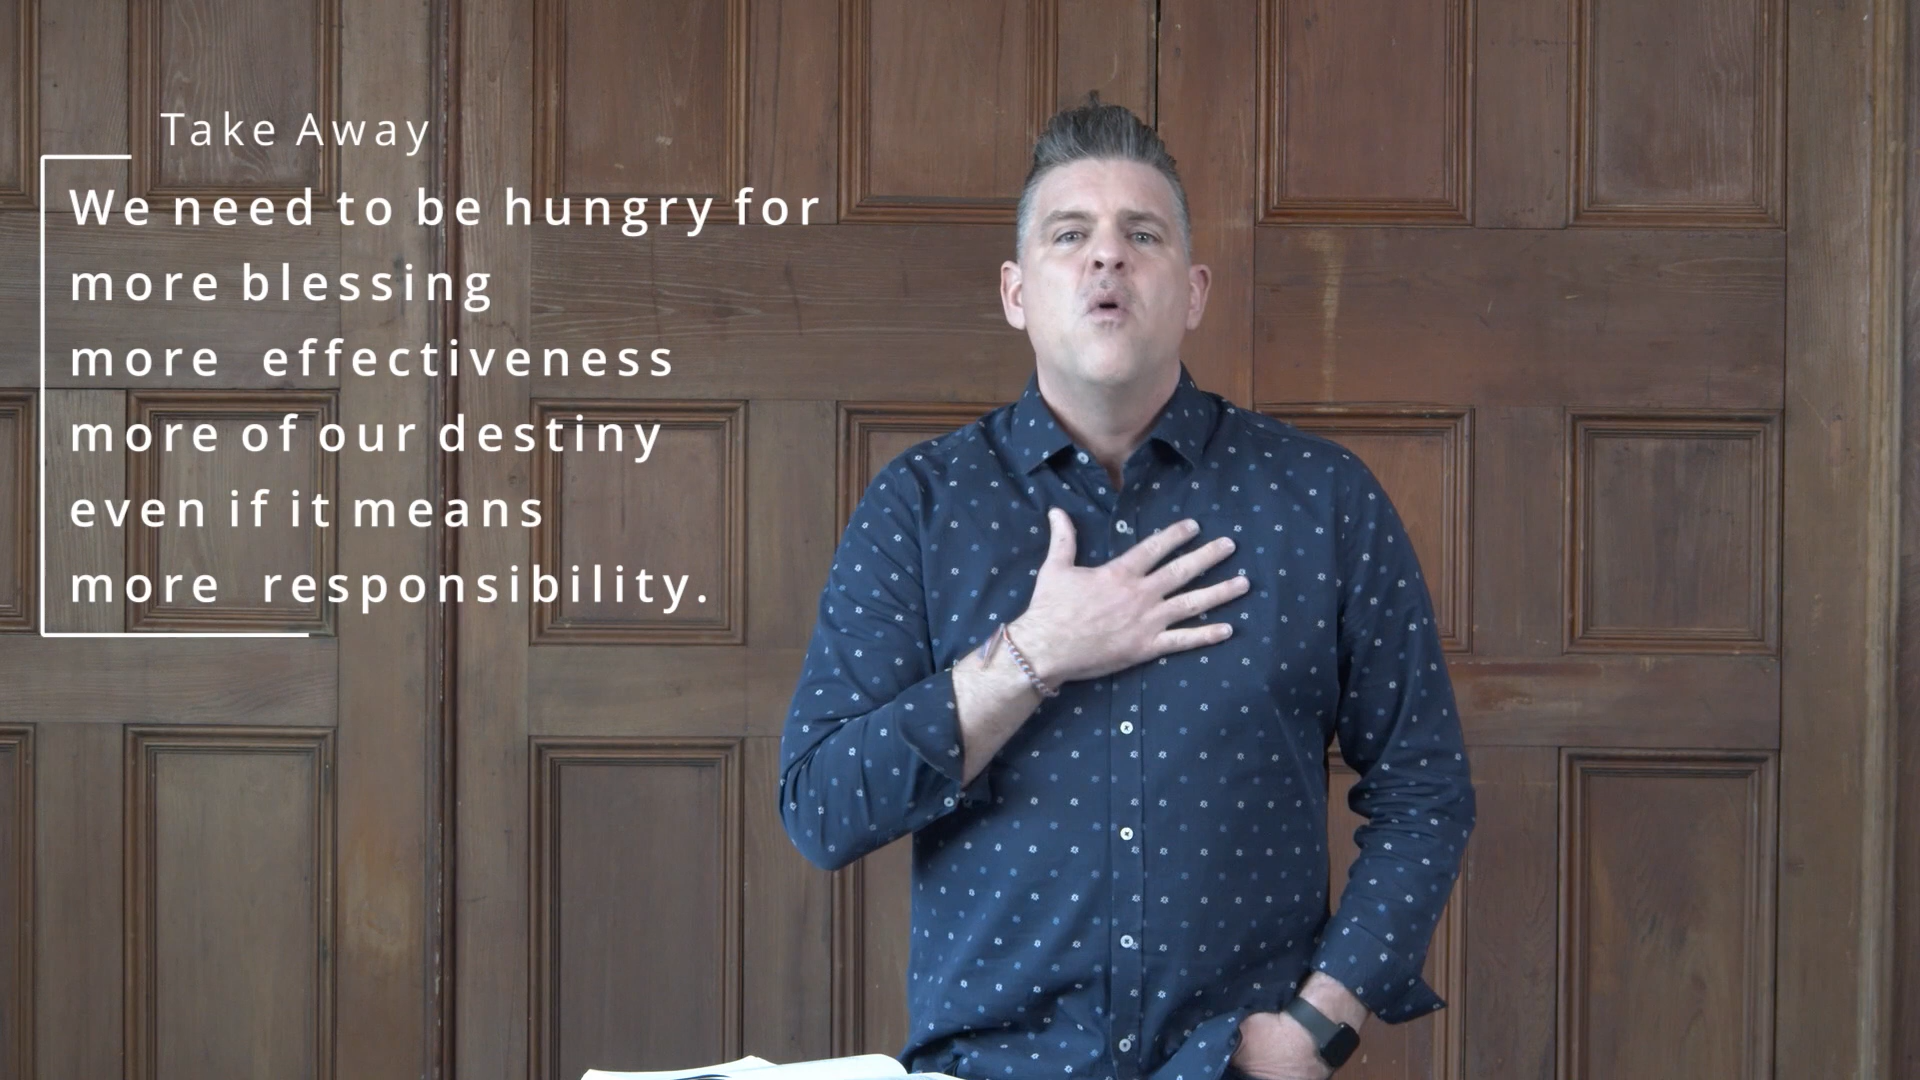 Take Away
We need to be hungry for
more blessing
more effectiveness
more of our destiny
even if it means
more responsibility.